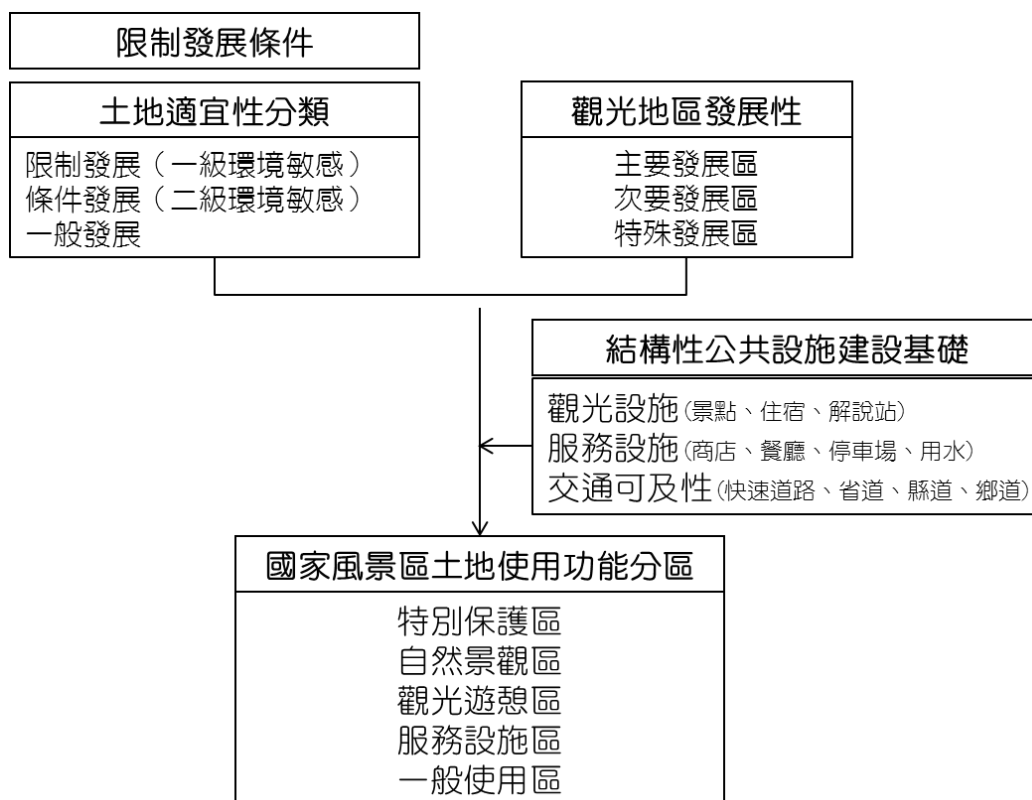 限制發展條件
土地適宜性分類
限制發展（一級環境敏感）
條件發展（二級環境敏感）
一般發展
觀光地區發展性
主要發展區
次要發展區
特殊發展區
結構性公共設施建設基礎
觀光設施(景點、住宿、解說站)
服務設施(商店、餐廳、停車場、用水)
交通可及性(快速道路、省道、縣道、鄉道)
國家風景區土地使用功能分區
特別保護區
自然景觀區
觀光遊憩區
服務設施區
一般使用區